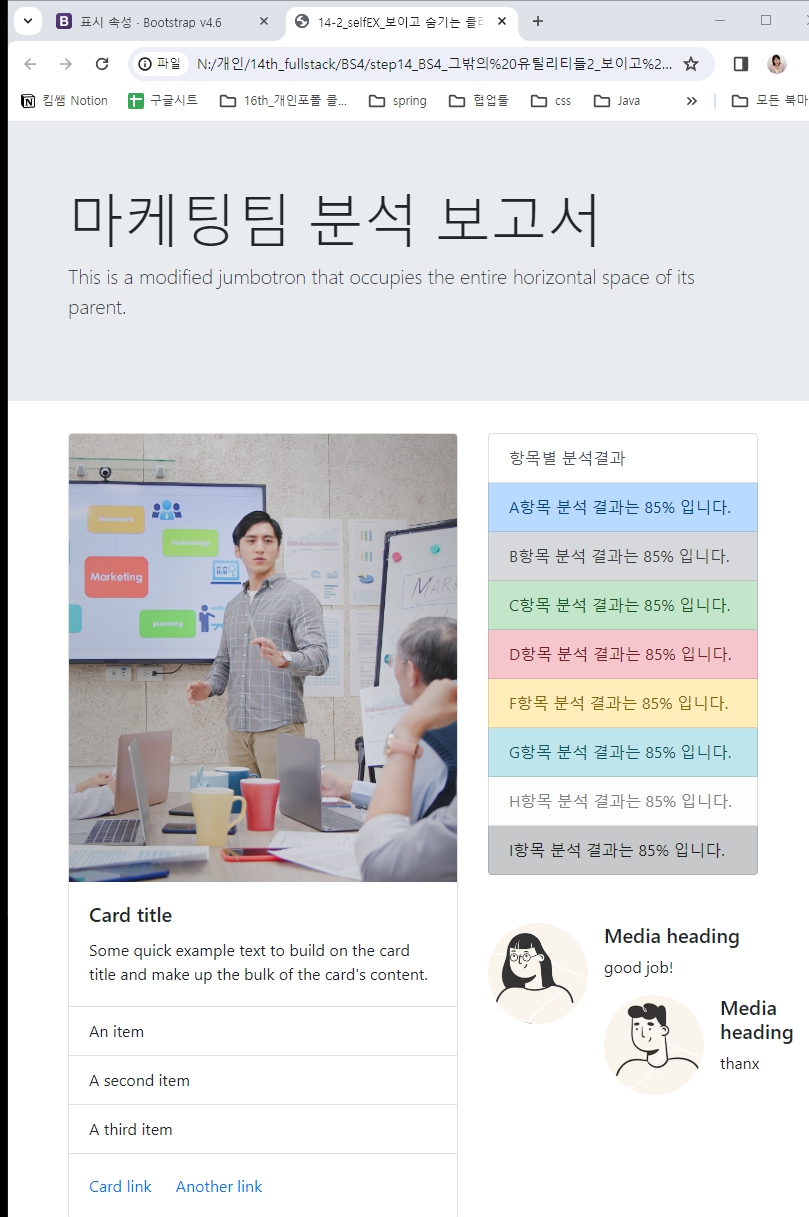 표시 속성 · Bootstrap v4.6
14-2_selfEX_보이고 숨기는 클
파일
N:/개인/14th_fullstack/BS4/step14_BS4_그밖의%20유틸리티들2_보이고%2...
킴쌤 Notion
구글시트
16th_개인포폴 클...
spring
협업툴
css
Java
모든 북마
마케팅팀 분석 보고서
This is a modified jumbotron that occupies the entire horizontal space of its
parent.
teamwork
technology
Marketing
planning
MARK
Card title
Some quick example text to build on the card
title and make up the bulk of the card's content.
An item
A second item
A third item
Card link
Another link
항목별 분석결과
A항목 분석 결과는 85% 입니다.
B항목 분석 결과는 85% 입니다.
C항목 분석 결과는 85% 입니다.
D항목 분석 결과는 85% 입니다.
F항목 분석 결과는 85% 입니다.
G항목 분석 결과는 85% 입니다.
H항목 분석 결과는 85% 입니다.
I항목 분석 결과는 85% 입니다.
Media heading
good job!
Media
heading
thanx